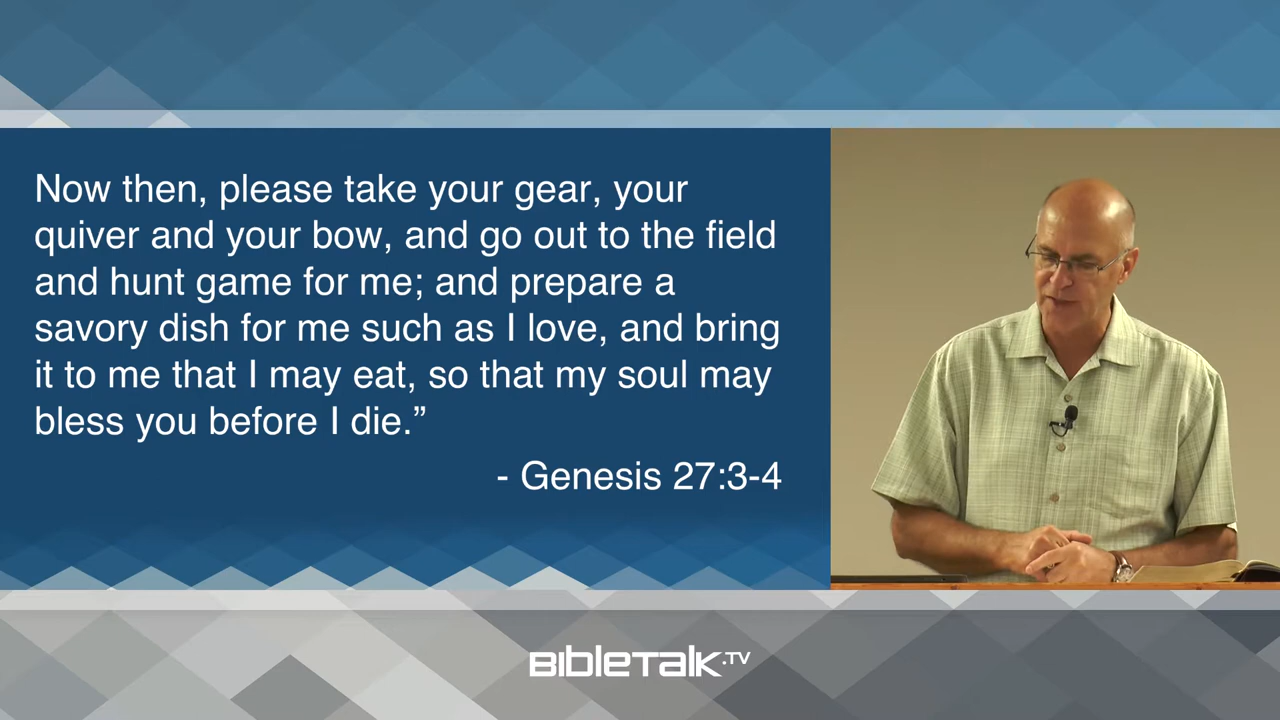 Now then, please take your gear, your
quiver and your bow, and go out to the field
and hunt game for me; and prepare a
savory dish for me such as I love, and bring
it to me that I may eat, so that my soul may
bless you before I die.”
- Genesis 27:3-4
BIBLETALK.TV